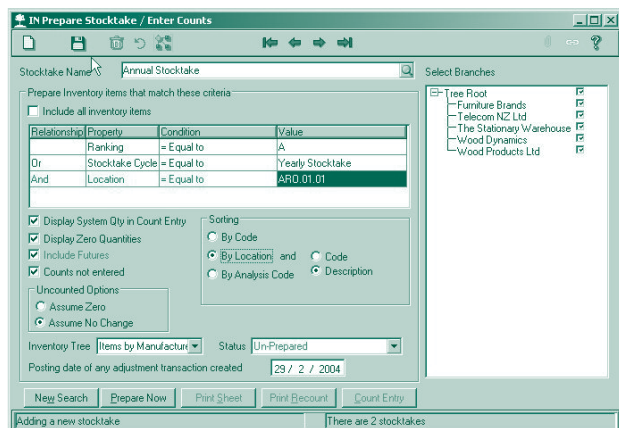 IN Prepare Stocktake / Enter Counts
Stocktake Name Annual Stocktake Select Branches
Prepare Inventory items that match these criteria
Include all inventory items
Relationship Property Condition Value
Ranking = Equal to A
Or Stocktake Cycle = Equal to Yearly Stocktake
And Location = Equal to ARO.01.01
Tree Root
Furniture Brands
Telecom NZ Ltd
The Stationary Warehouse
Wood Dynamics
Wood Products Ltd
Display System Qty in Count Entry
Display Zero Quantities
Include Futures
Counts not entered
Sorting
By Code
By Location and Code
By Analysis Code Description
Uncounted Options
Assume Zero
Assume No Change
Inventory Tree Items by Manufacture Status Un-Prepared
Posting date of any adjustment transaction created 29 / 2 / 2004
New Search Prepare Now Print Sheet Print Recount Count Entry
Adding a new stocktake There are 2 stocktakes